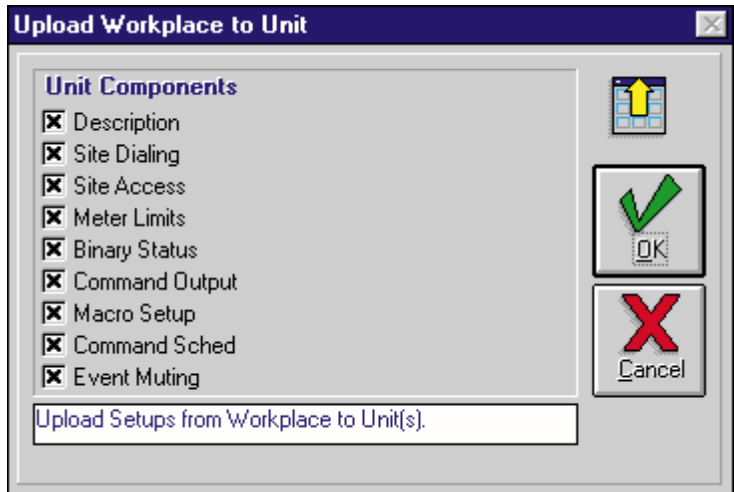 Upload Workplace to Unit
Unit Components
Description
Site Dialing
Site Access
Meter Limits
Binary Status
Command Output
Macro Setup
Command Sched
Event Muting
OK
Cancel
Upload Setups from Workplace to Unit(s).